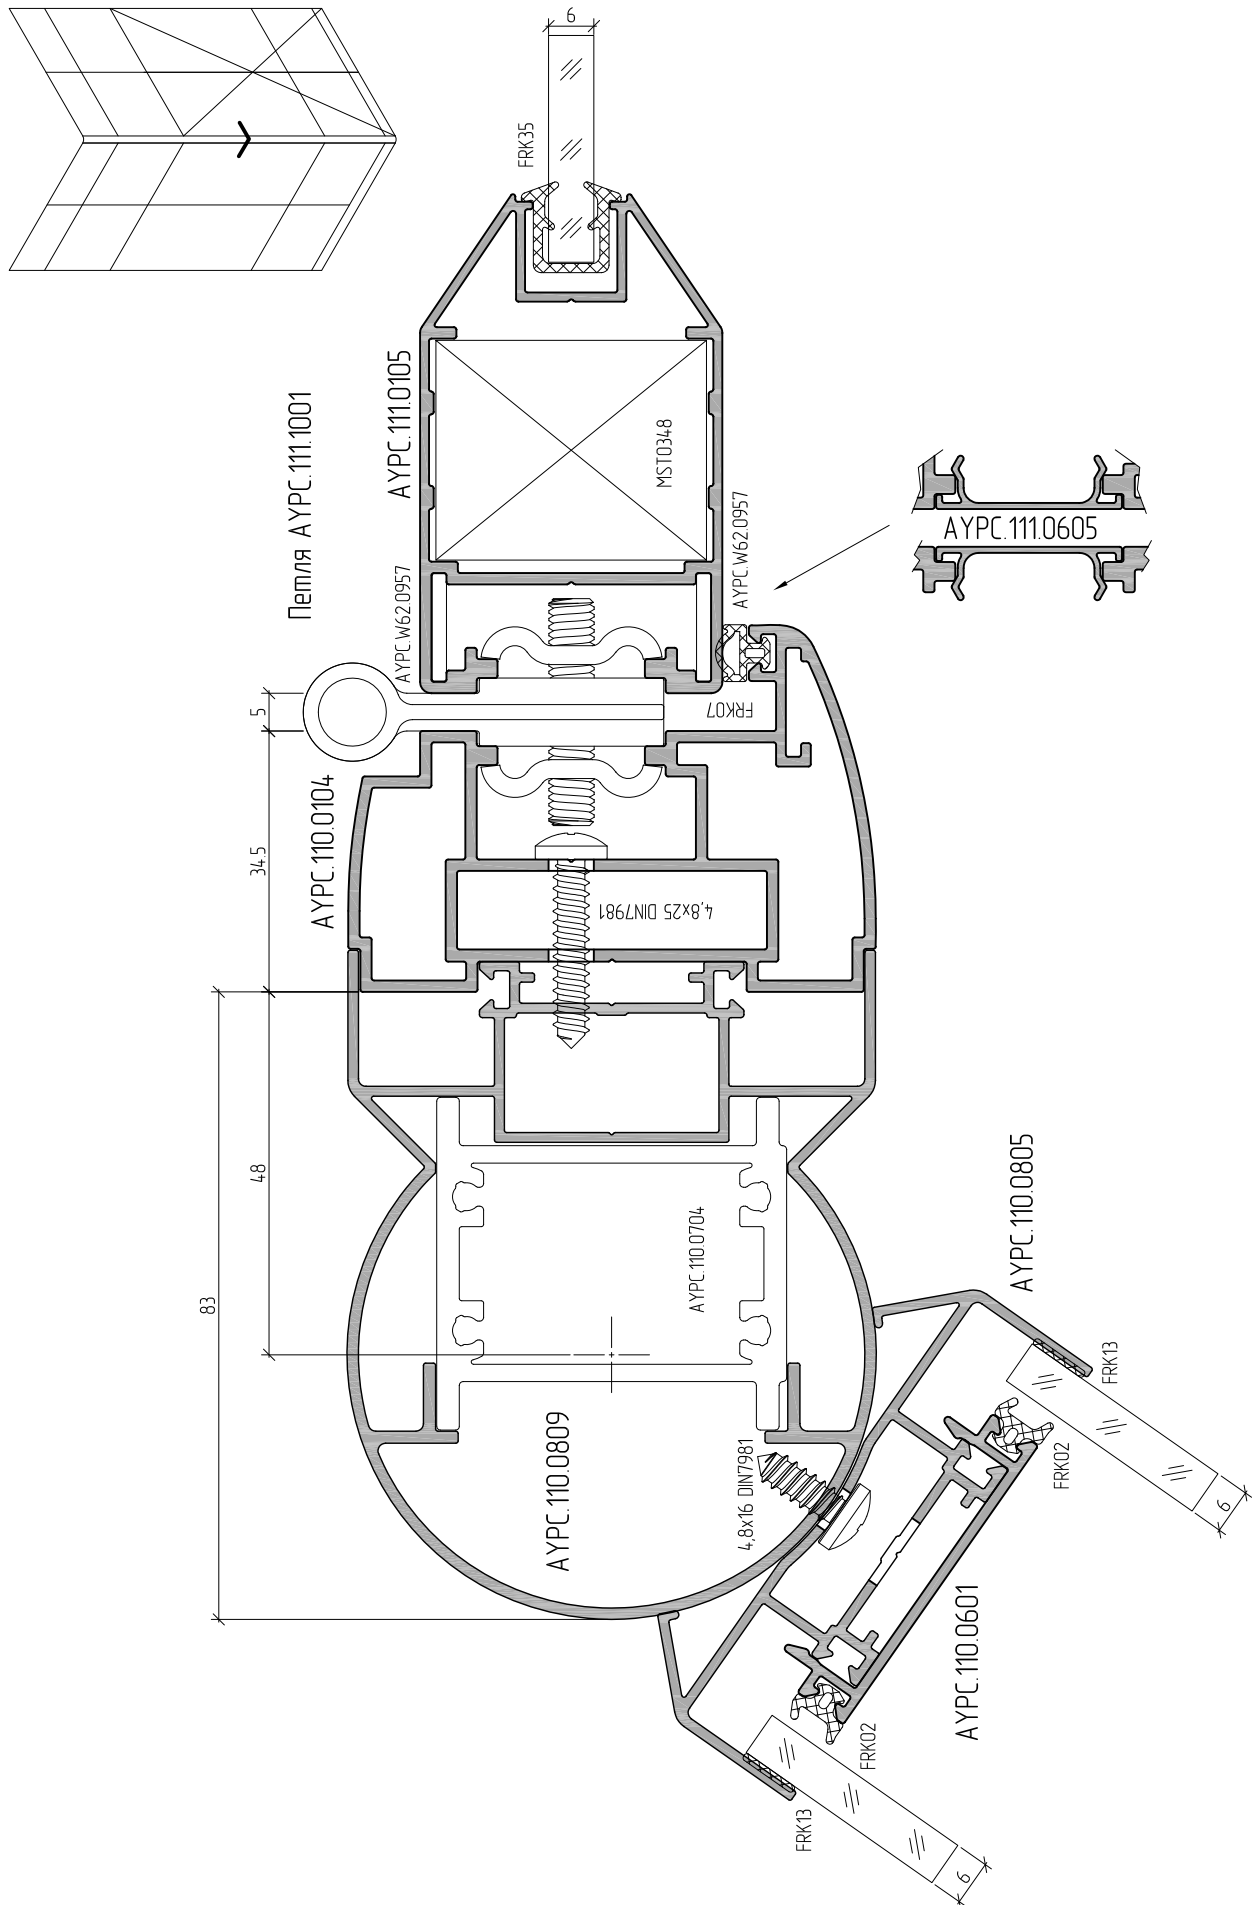 6
FRK35
Петля AYPC.111.1001
AYPC.111.0105
MST0348
AYPC.W62.0957
AYPC.W62.0957
AYPC.111.0605
5
FRK07
AYPC.110.0104
34.5
4,8x25 DIN7981
48
83
AYPC.110.0704
AYPC.110.0805
FRK13
AYPC.110.0809
4,8x16 DIN7981
FRK02
6
AYPC.110.0601
FRK02
FRK13
6